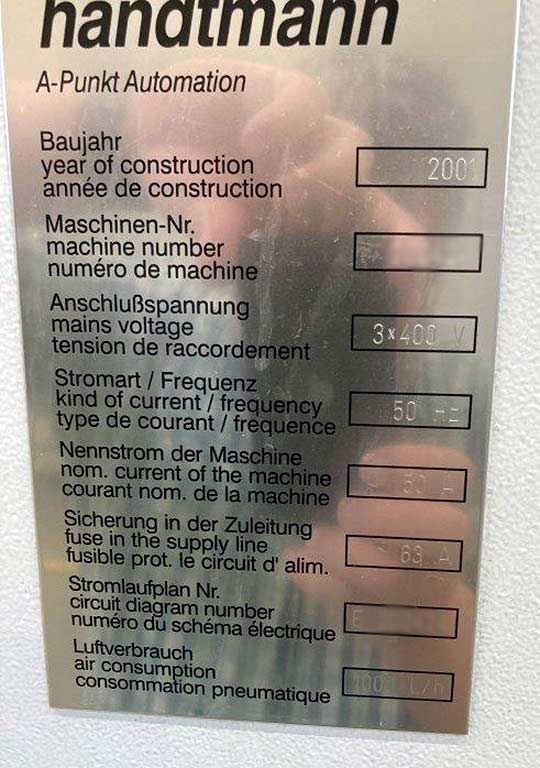 handtmann
A-Punkt Automation
Baujahr
year of construction
année de construction
Maschinen-Nr.
machine number
numéro de machine
Anschlußspannung
mains voltage
tension de raccordement
3×400 V
Stromart / Frequenz
kind of current / frequency
type de courant / frequence
50 Hz
Nennstrom der Maschine
nom. current of the machine
courant nom. de la machine
50 A
Sicherung in der Zuleitung
fuse in the supply line
fusible prot. le circuit d' alim.
63 A
Stromlaufplan Nr.
circuit diagram number
numéro du schéma électrique
E
Luftverbrauch
air consumption
consommation pneumatique
L/h